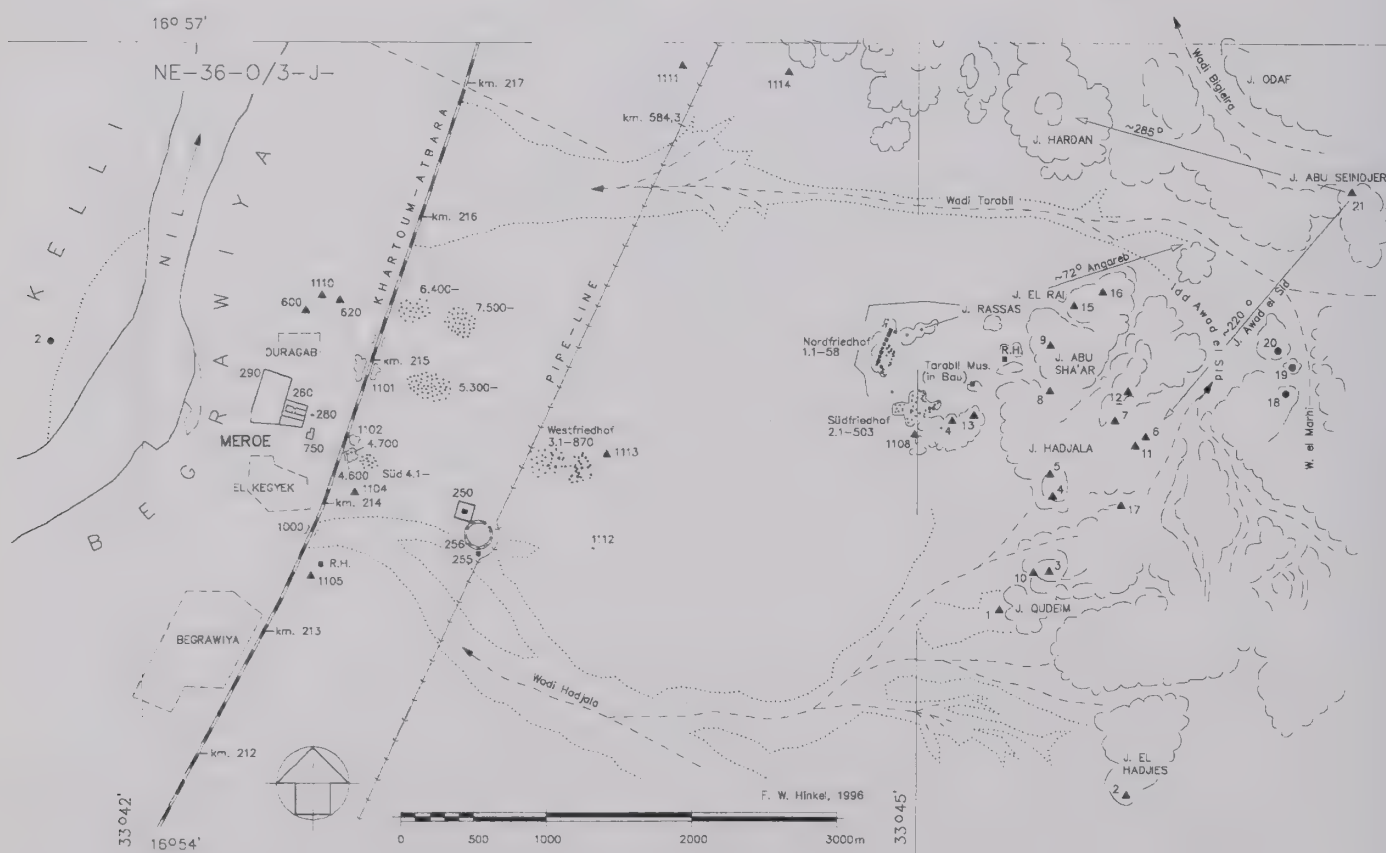 16° 57'
NE-36-O/3-J-
KELLI
NIL
BEGRAWIYA
2
KHARTOUM-ATBARA
km. 217
km. 216
km. 215
km. 214
km. 213
km. 212
PIPE-LINE
km. 584,3
1111
1114
Wadi Tarabil
J. HARDAN
Wadi Bigieira
J. ODAF
~285°
J. ABU SEINDJER
21
1110
600
620
6.400-
7.500-
DURAGAB
290
260
280
1101
5.300-
MEROE
750
1102
4.700
4.600
Süd 4.1-
EL KEGYEK
1104
1000
R.H.
1105
BEGRAWIYA
Westfriedhof
3.1-870
1113
250
256
255
1112
Nordfriedhof
1.1-58
J. RASSAS
Tarabil Mus.
(in Bau)
R.H.
Südfriedhof
2.1-503
1108
14
13
J. EL RAI
15
16
~72° Angareb
Idd Awad el Sid
~220°
J. Awad el Sid
9
J. ABU
SHA'AR
8
12
7
6
11
20
19
18
W. el Marhi
J. HADJALA
5
4
17
10
3
1
J. QUDEIM
Wadi Hadjala
J. EL
HADJIES
2
F. W. Hinkel, 1996
33°42'
16°54'
33°45'
0 500 1000 2000 3000m